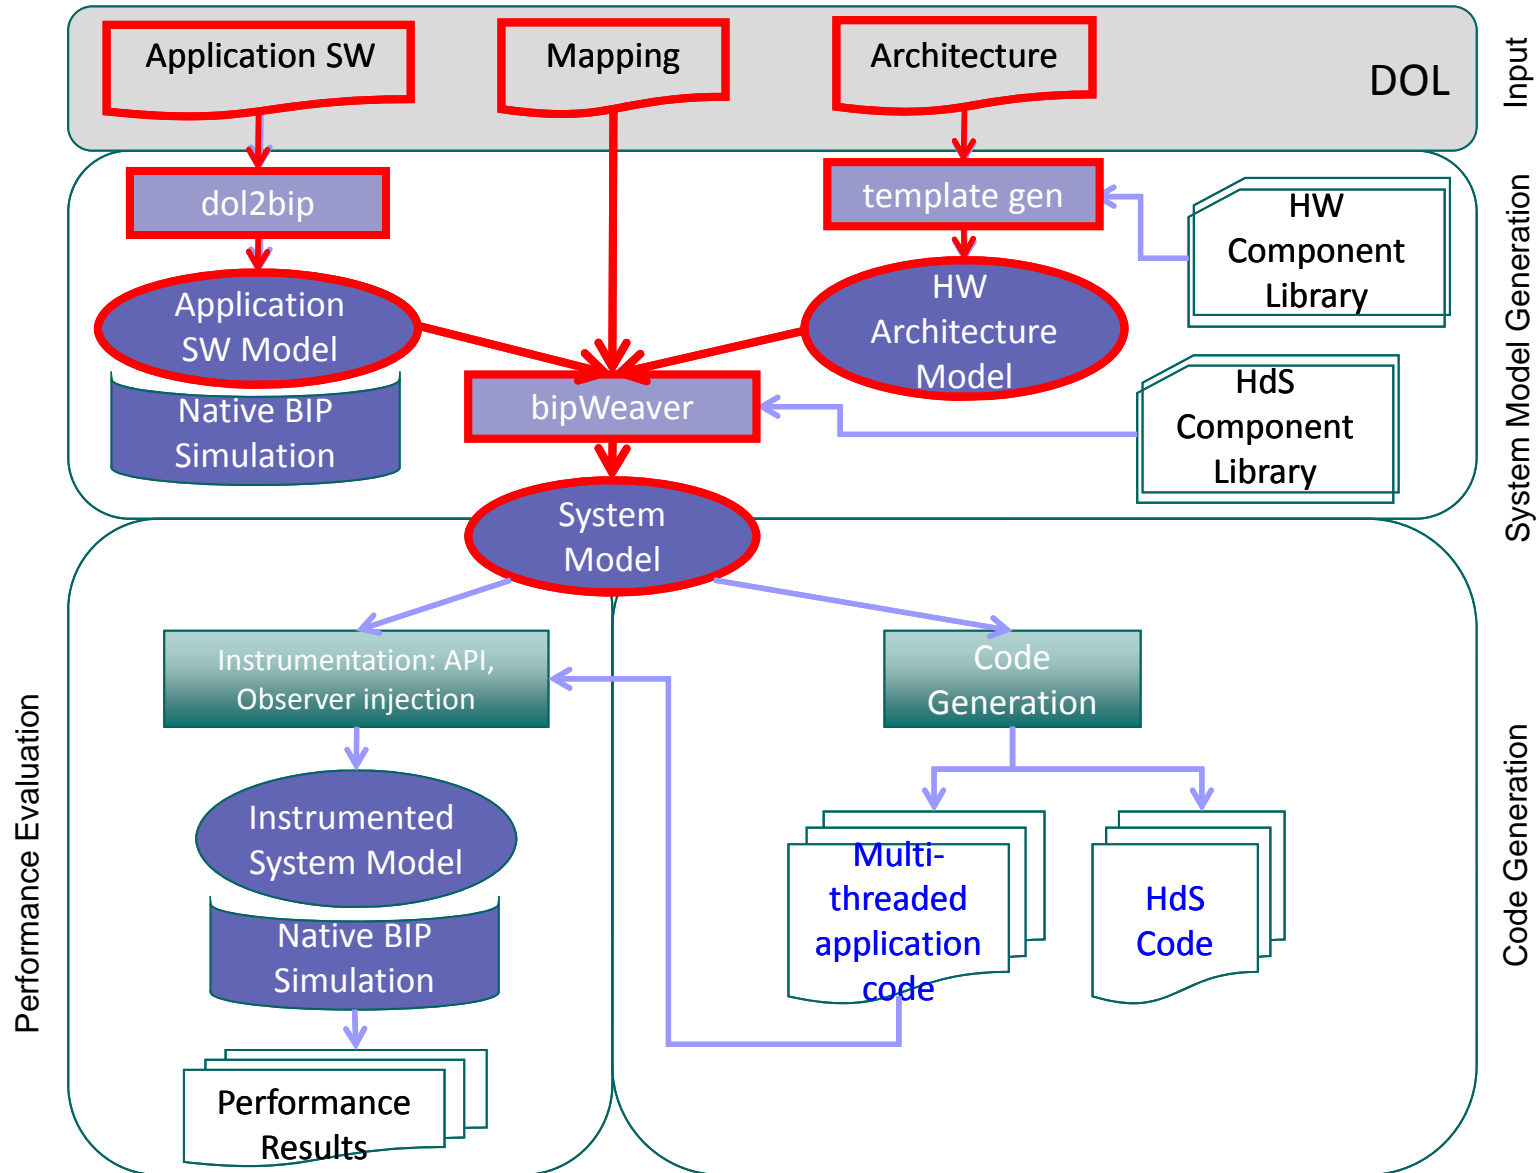 Application SW
Mapping
Architecture
DOL
Input
dol2bip
template gen
HW
Component
Library
Application
SW Model
HW
Architecture
Model
Native BIP
Simulation
bipWeaver
HdS
Component
Library
System Model Generation
System
Model
Instrumentation: API,
Observer injection
Code
Generation
Instrumented
System Model
Multi-
threaded
application
code
HdS
Code
Native BIP
Simulation
Performance
Results
Performance Evaluation
Code Generation